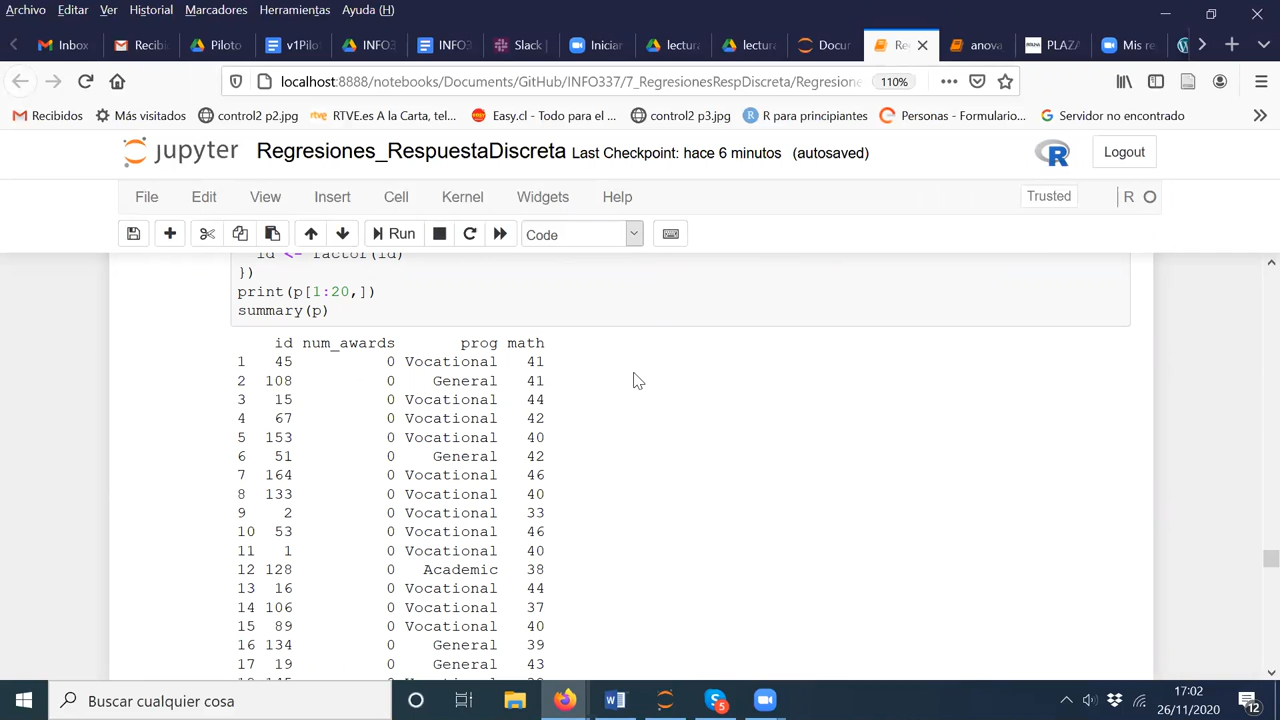 Archivo Editar Ver Historial Marcadores Herramientas Ayuda (H)
Inbox Recibi Piloto INFO3 v1Pilo INFO3 INFO3 Slack | Iniciar lectura lectura Docur Re anova PLAZA Mis re
localhost:8888/notebooks/Documents/GitHub/INFO337/7_RegresionesRespDiscreta/Regresione 110%
Recibidos Más visitados control2 p2.jpg RTVE.es A la Carta, tel... Easy.cl - Todo para el ... control2 p3.jpg R para principiantes Personas - Formulario... Servidor no encontrado
jupyter Regresiones_RespuestaDiscreta Last Checkpoint: hace 6 minutos (autosaved) Logout
File Edit View Insert Cell Kernel Widgets Help Trusted R
Run Code
id <- factor(id)
})
print(p[1:20,])
summary(p)
id num_awards prog math
1 45 0 Vocational 41
2 108 0 General 41
3 15 0 Vocational 44
4 67 0 Vocational 42
5 153 0 Vocational 40
6 51 0 General 42
7 164 0 Vocational 46
8 133 0 Vocational 40
9 2 0 Vocational 33
10 53 0 Vocational 46
11 1 0 Vocational 40
12 128 0 Academic 38
13 16 0 Vocational 44
14 106 0 Vocational 37
15 89 0 Vocational 40
16 134 0 General 39
17 19 0 General 43
Buscar cualquier cosa 5 17:02
26/11/2020 12